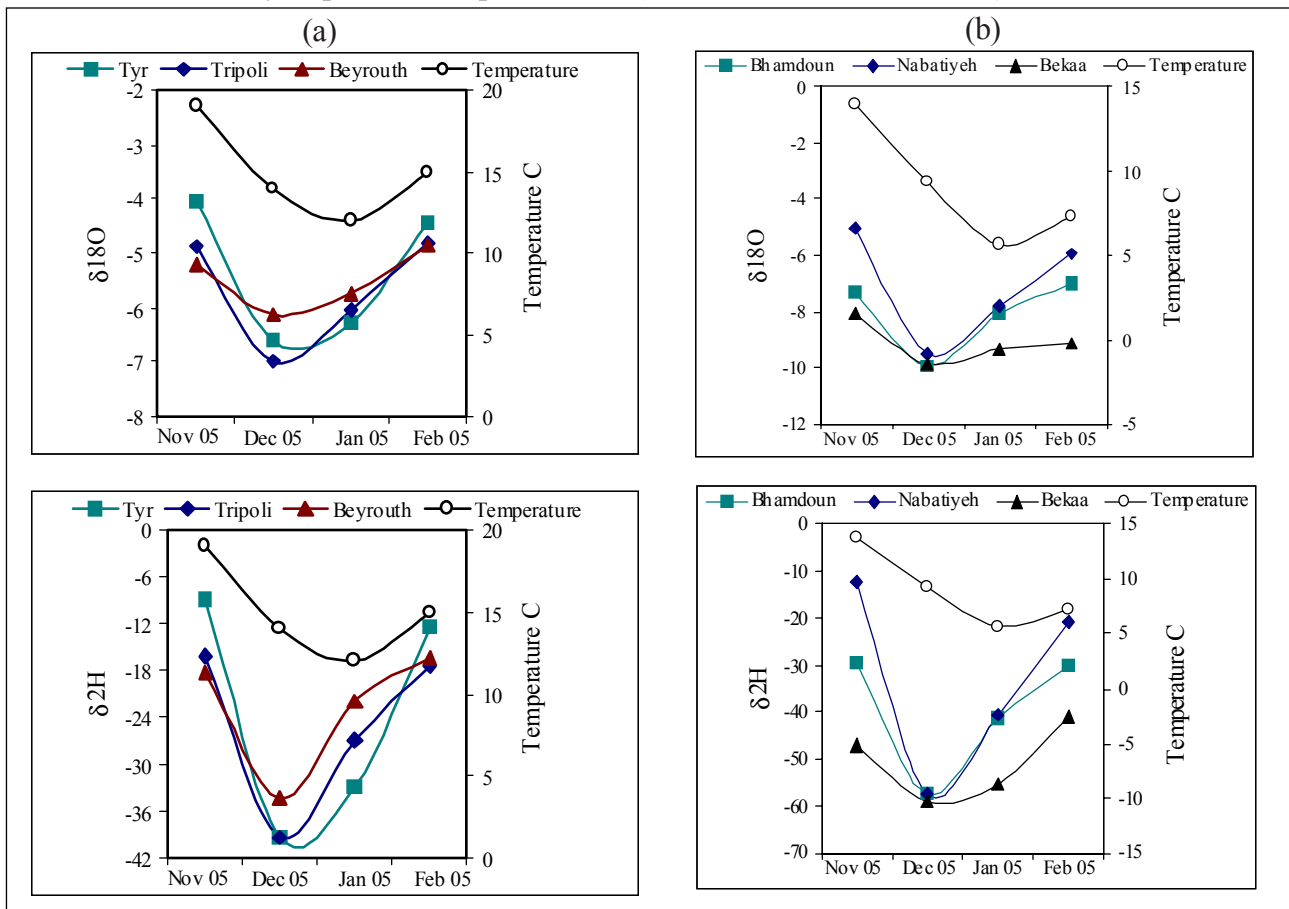 (a)
Tyr Tripoli Beyrouth Temperature
-2
-3
-4
-5
-6
-7
-8
δ18O
20
15
10
5
0
Temperature C
Nov 05 Dec 05 Jan 05 Feb 05
(b)
Bhamdoun Nabatiyeh Bekaa Temperature
0
-2
-4
-6
-8
-10
-12
δ18O
15
10
5
0
-5
Temperature C
Nov 05 Dec 05 Jan 05 Feb 05
Tyr Tripoli Beyrouth Temperature
0
-6
-12
-18
-24
-30
-36
-42
δ2H
20
15
10
5
0
Temperature C
Nov 05 Dec 05 Jan 05 Feb 05
Bhamdoun Nabatiyeh Bekaa Temperature
0
-10
-20
-30
-40
-50
-60
-70
δ2H
15
10
5
0
-5
-10
-15
Temperature C
Nov 05 Dec 05 Jan 05 Feb 05